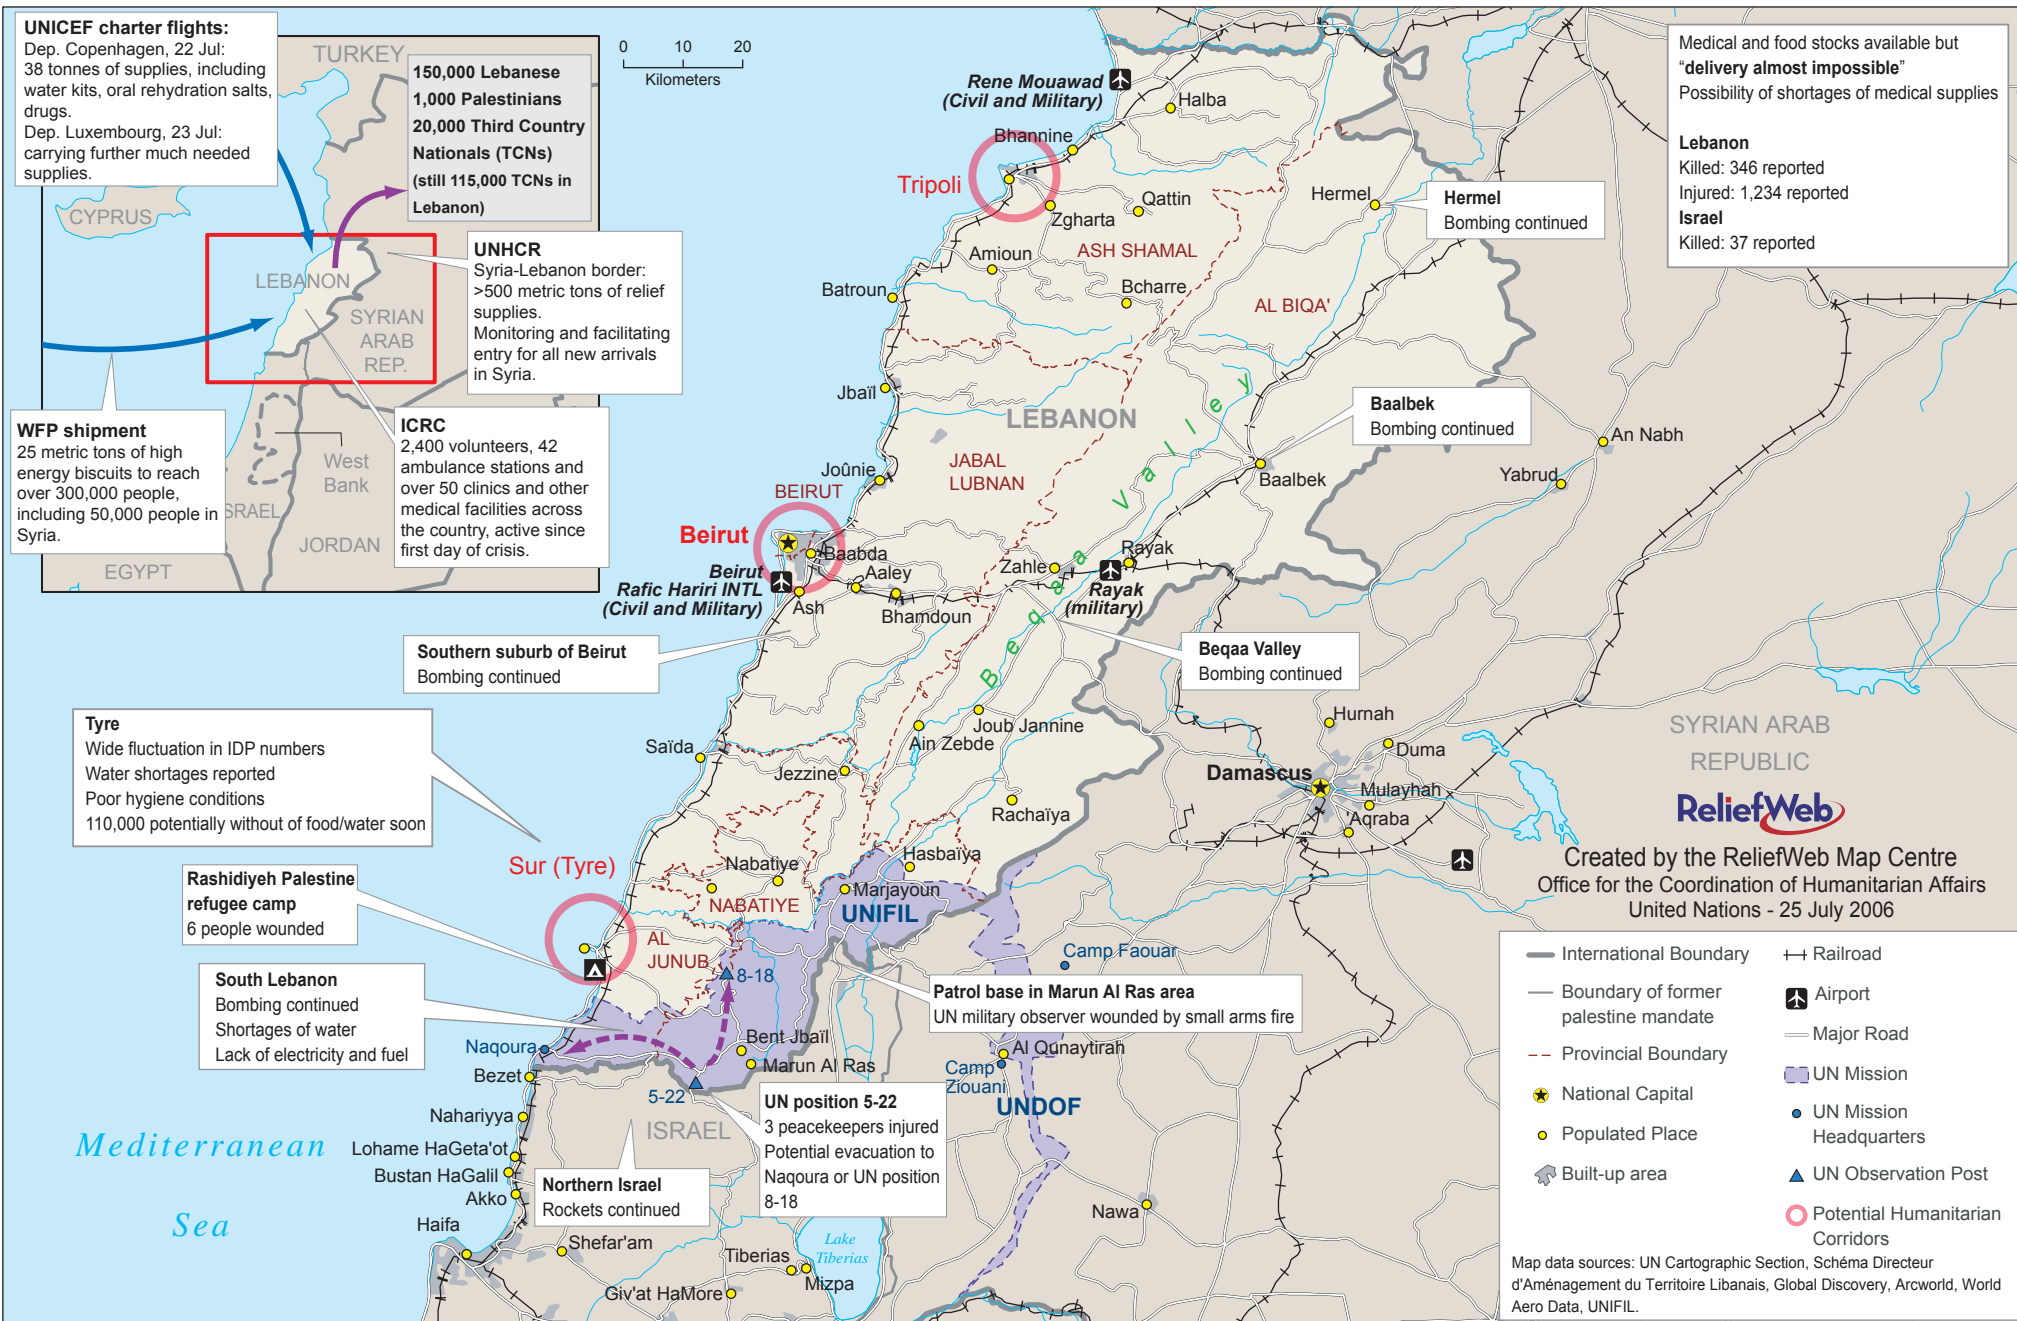 UNICEF charter flights:
Dep. Copenhagen, 22 Jul:
38 tonnes of supplies, including
water kits, oral rehydration salts,
drugs.
Dep. Luxembourg, 23 Jul:
carrying further much needed
supplies.
TURKEY
150,000 Lebanese
1,000 Palestinians
20,000 Third Country
Nationals (TCNs)
(still 115,000 TCNs in
Lebanon)
CYPRUS
LEBANON
SYRIAN
ARAB
REP.
UNHCR
Syria-Lebanon border:
>500 metric tons of relief
supplies.
Monitoring and facilitating
entry for all new arrivals
in Syria.
WFP shipment
25 metric tons of high
energy biscuits to reach
over 300,000 people,
including 50,000 people in
Syria.
ICRC
2,400 volunteers, 42
ambulance stations and
over 50 clinics and other
medical facilities across
the country, active since
first day of crisis.
West
Bank
SRAEL
JORDAN
EGYPT
0 10 20
Kilometers
Medical and food stocks available but
"delivery almost impossible"
Possibility of shortages of medical supplies
Lebanon
Killed: 346 reported
Injured: 1,234 reported
Israel
Killed: 37 reported
Rene Mouawad
(Civil and Military)
Halba
Bhannine
Tripoli
Zgharta
Qattin
Hermel
Hermel
Bombing continued
ASH SHAMAL
Amioun
Batroun
Bcharre
AL BIQA'
Jbaïl
LEBANON
Beqaa Valley
Baalbek
Bombing continued
Baalbek
An Nabh
Yabrud
Joûnie
JABAL
LUBNAN
BEIRUT
Beirut
Baabda
Beirut
Rafic Hariri INTL
(Civil and Military)
Aaley
Ash
Bhamdoun
Zahle
Rayak
Rayak
(military)
Southern suburb of Beirut
Bombing continued
Beqaa Valley
Bombing continued
Tyre
Wide fluctuation in IDP numbers
Water shortages reported
Poor hygiene conditions
110,000 potentially without of food/water soon
Saïda
Jezzine
Ain Zebde
Joub Jannine
Rachaïya
Hurnah
Duma
Damascus
Mulayhah
'Aqraba
SYRIAN ARAB
REPUBLIC
ReliefWeb
Created by the ReliefWeb Map Centre
Office for the Coordination of Humanitarian Affairs
United Nations - 25 July 2006
Sur (Tyre)
Rashidiyeh Palestine
refugee camp
6 people wounded
Nabatiye
Hasbaïya
Marjayoun
NABATIYE
UNIFIL
AL
JUNUB
8-18
South Lebanon
Bombing continued
Shortages of water
Lack of electricity and fuel
Camp Faouar
Patrol base in Marun Al Ras area
UN military observer wounded by small arms fire
Naqoura
Bent Jbaïl
Marun Al Ras
Bezet
5-22
Al Qunaytirah
Camp
Ziouani
UNDOF
UN position 5-22
3 peacekeepers injured
Potential evacuation to
Naqoura or UN position
8-18
ISRAEL
Nahariyya
Lohame HaGeta'ot
Bustan HaGalil
Akko
Northern Israel
Rockets continued
Mediterranean
Sea
Haifa
Shefar'am
Tiberias
Mizpa
Lake
Tiberias
Giv'at HaMore
Nawa
International Boundary
Boundary of former
palestine mandate
Provincial Boundary
National Capital
Populated Place
Built-up area
Railroad
Airport
Major Road
UN Mission
UN Mission
Headquarters
UN Observation Post
Potential Humanitarian
Corridors
Map data sources: UN Cartographic Section, Schéma Directeur
d'Aménagement du Territoire Libanais, Global Discovery, Arcworld, World
Aero Data, UNIFIL.